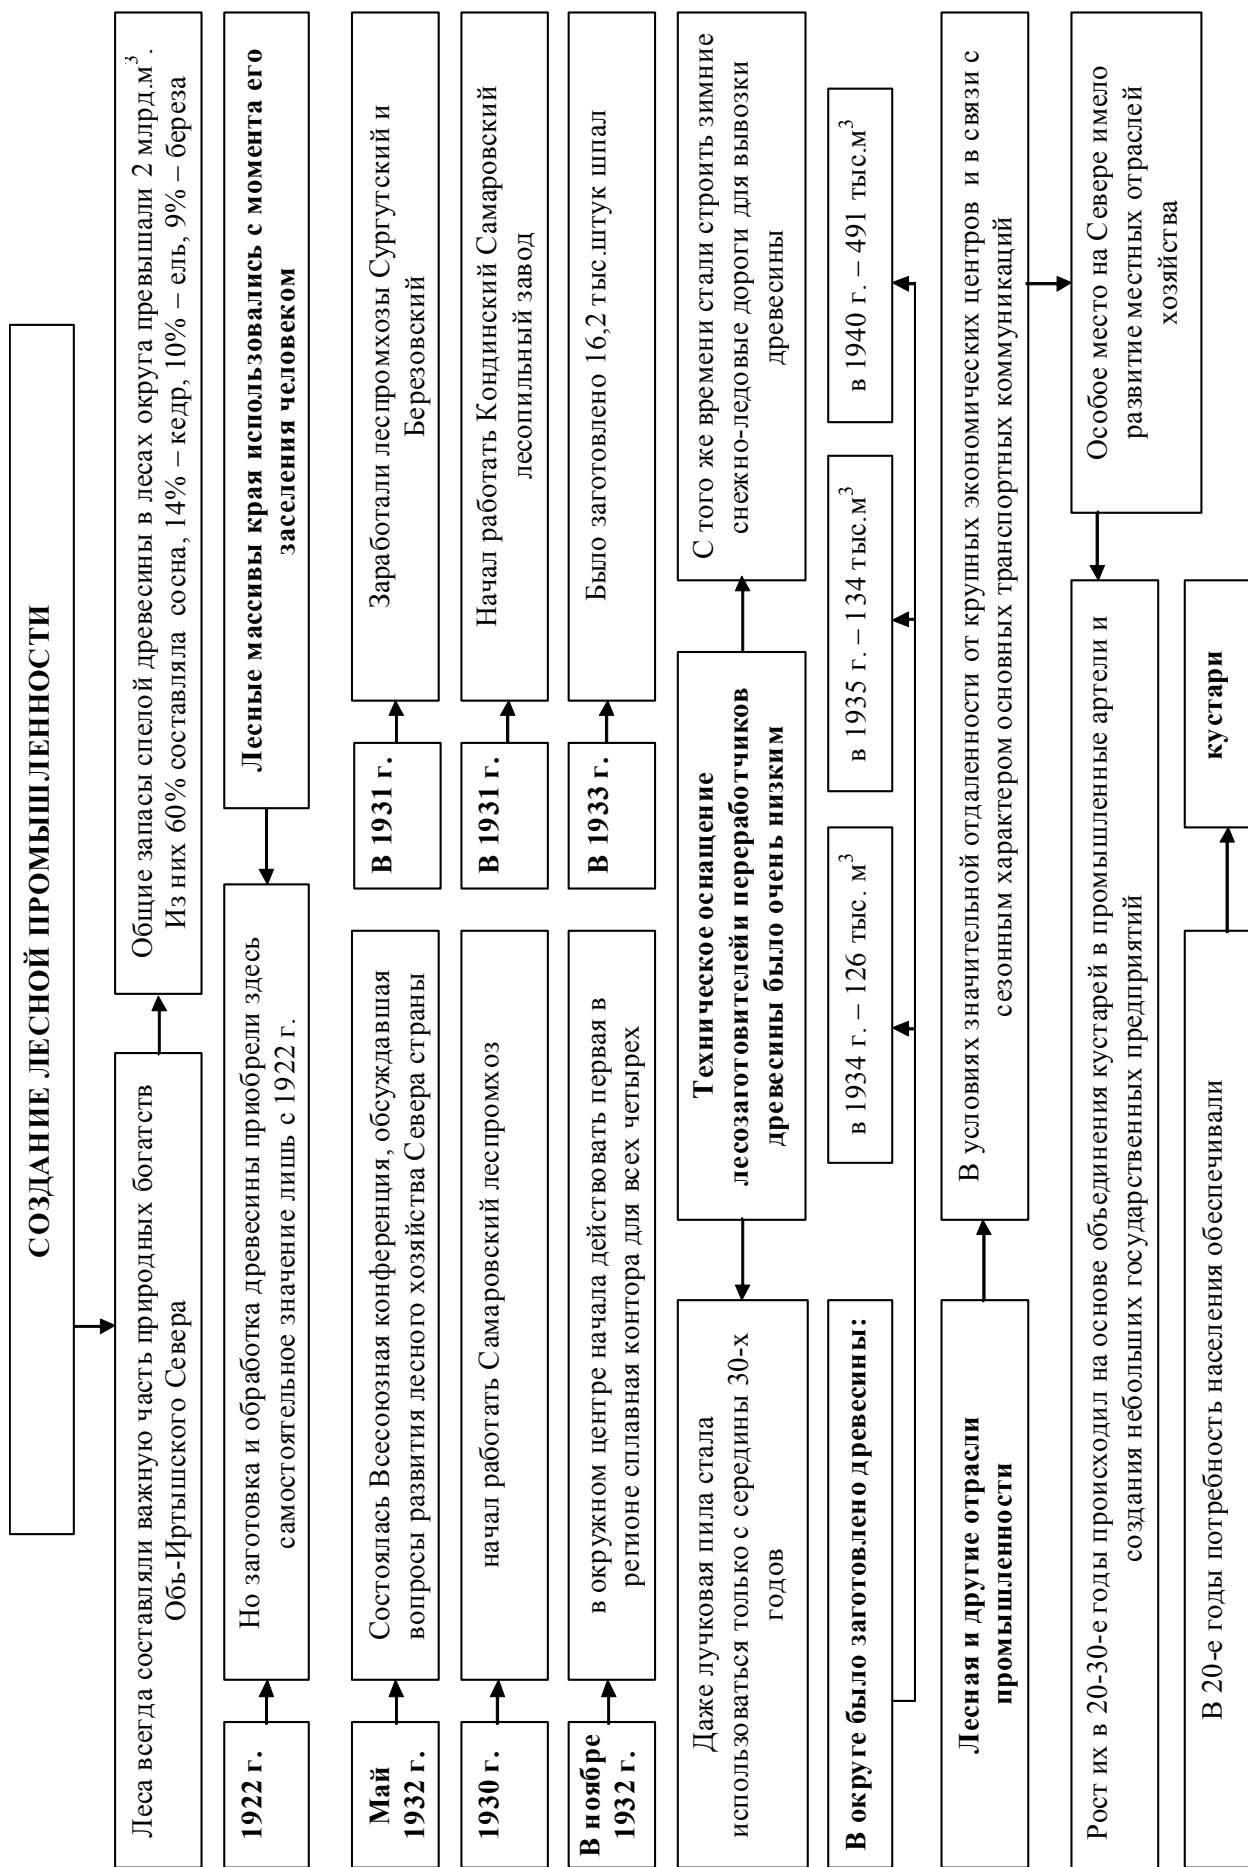 СОЗДАНИЕ ЛЕСНОЙ ПРОМЫШЛЕННОСТИ
Леса всегда составляли важную часть природных богатств
Обь-Иртышского Севера
Общие запасы спелой древесины в лесах округа превышали 2 млрд.м³.
Из них 60% составляла сосна, 14% – кедр, 10% – ель, 9% – береза
1922 г.
Но заготовка и обработка древесины приобрели здесь
самостоятельное значение лишь с 1922 г.
Лесные массивы края использовались с момента его
заселения человеком
Май
1932 г.
Состоялась Всесоюзная конференция, обсуждавшая
вопросы развития лесного хозяйства Севера страны
В 1931 г.
Заработали леспромхозы Сургутский и
Березовский
1930 г.
начал работать Самаровский леспромхоз
В 1931 г.
Начал работать Кондинский Самаровский
лесопильный завод
В ноябре
1932 г.
в окружном центре начала действовать первая в
регионе сплавная контора для всех четырех
В 1933 г.
Было заготовлено 16,2 тыс.штук шпал
Даже лучковая пила стала
использоваться только с середины 30-х
годов
Техническое оснащение
лесозаготовителей и переработчиков
древесины было очень низким
С того же времени стали строить зимние
снежно-ледовые дороги для вывозки
древесины
В округе было заготовлено древесины:
в 1934 г. – 126 тыс. м³
в 1935 г. – 134 тыс.м³
в 1940 г. – 491 тыс.м³
Лесная и другие отрасли
промышленности
В условиях значительной отдаленности от крупных экономических центров и в связи с
сезонным характером основных транспортных коммуникаций
Рост их в 20-30-е годы происходил на основе объединения кустарей в промышленные артели и
создания небольших государственных предприятий
Особое место на Севере имело
развитие местных отраслей
хозяйства
В 20-е годы потребность населения обеспечивали
кустари